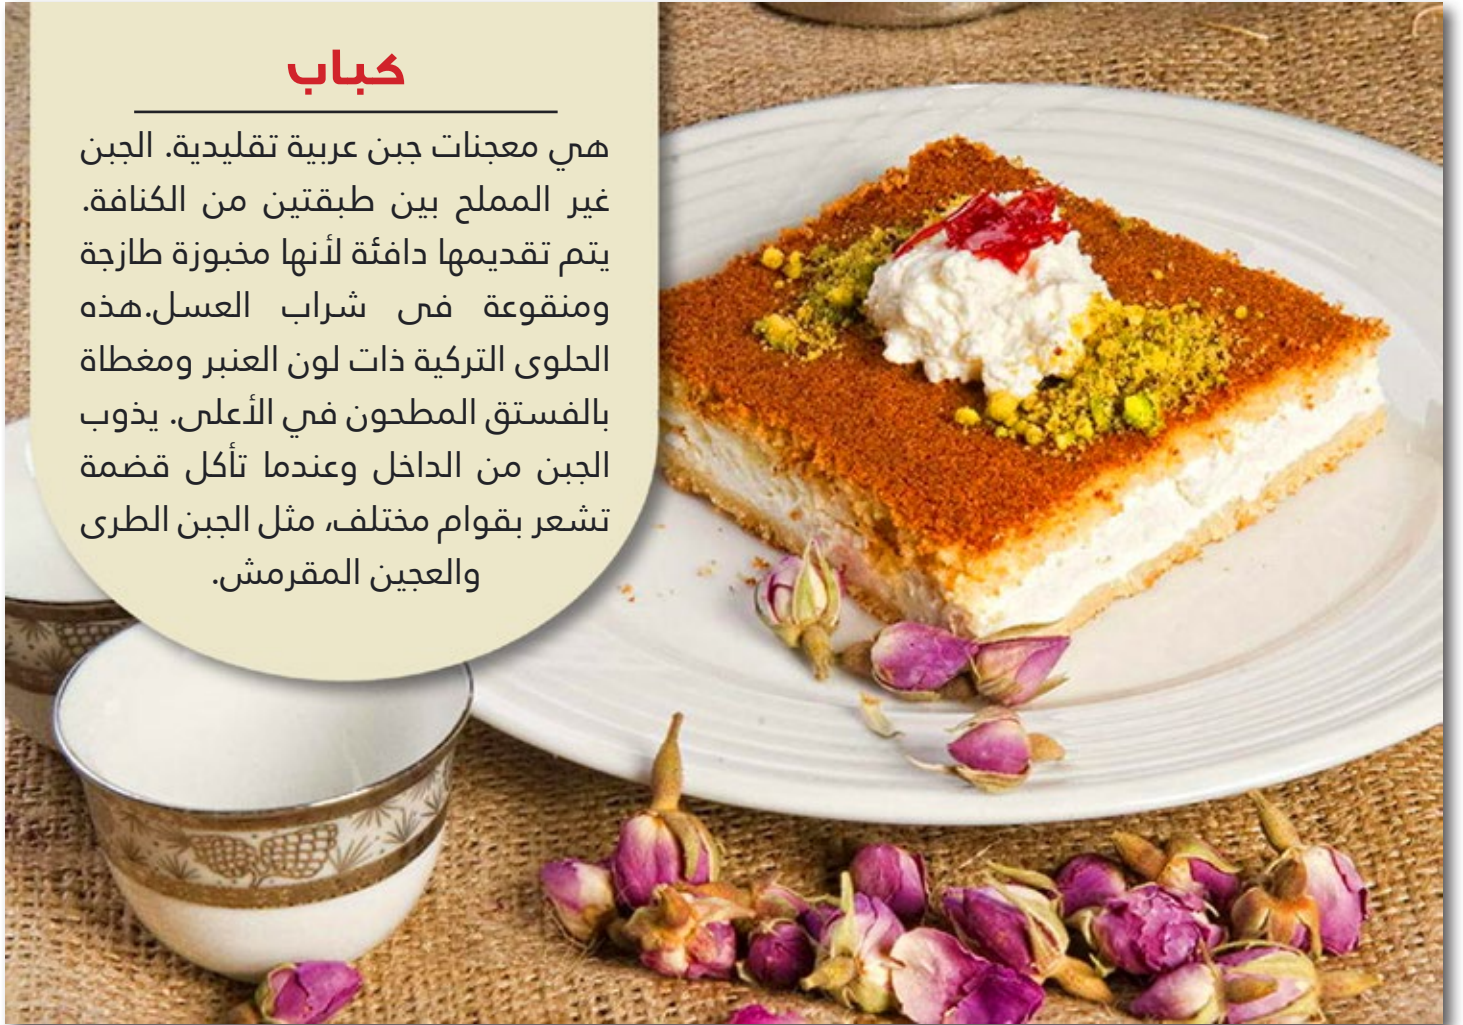 كباب
هي معجنات جبن عربية تقليدية. الجبن
غير المملح بين طبقتين من الكنافة.
يتم تقديمها دافئة لأنها مخبوزة طازجة
ومنقوعة فى شراب العسل.هذه
الحلوى التركية ذات لون العنبر ومغطاة
بالفستق المطحون في الأعلى. يذوب
الجبن من الداخل وعندما تأكل قضمة
تشعر بقوام مختلف، مثل الجبن الطرى
والعجين المقرمش.